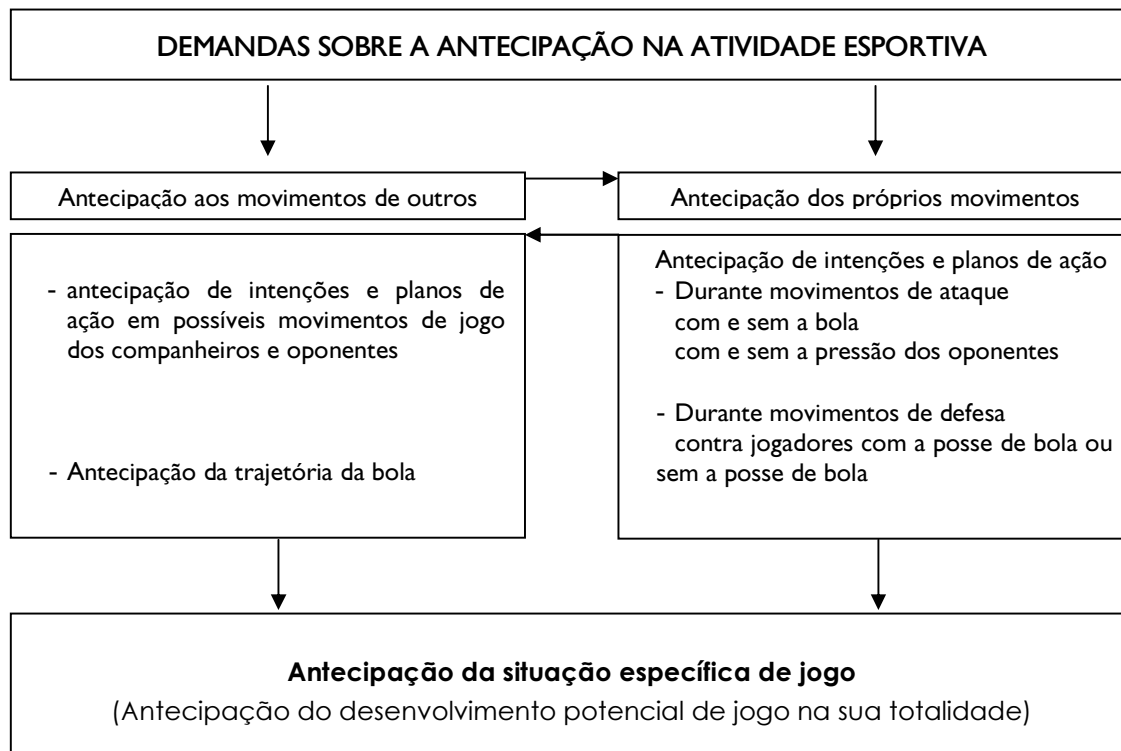 DEMANDAS SOBRE A ANTECIPAÇÃO NA ATIVIDADE ESPORTIVA
Antecipação aos movimentos de outros
Antecipação dos próprios movimentos
- antecipação de intenções e planos de
ação em possíveis movimentos de jogo
dos companheiros e oponentes
- Antecipação da trajetória da bola
Antecipação de intenções e planos de ação
- Durante movimentos de ataque
com e sem a bola
com e sem a pressão dos oponentes
- Durante movimentos de defesa
contra jogadores com a posse de bola ou
sem a posse de bola
Antecipação da situação específica de jogo
(Antecipação do desenvolvimento potencial de jogo na sua totalidade)